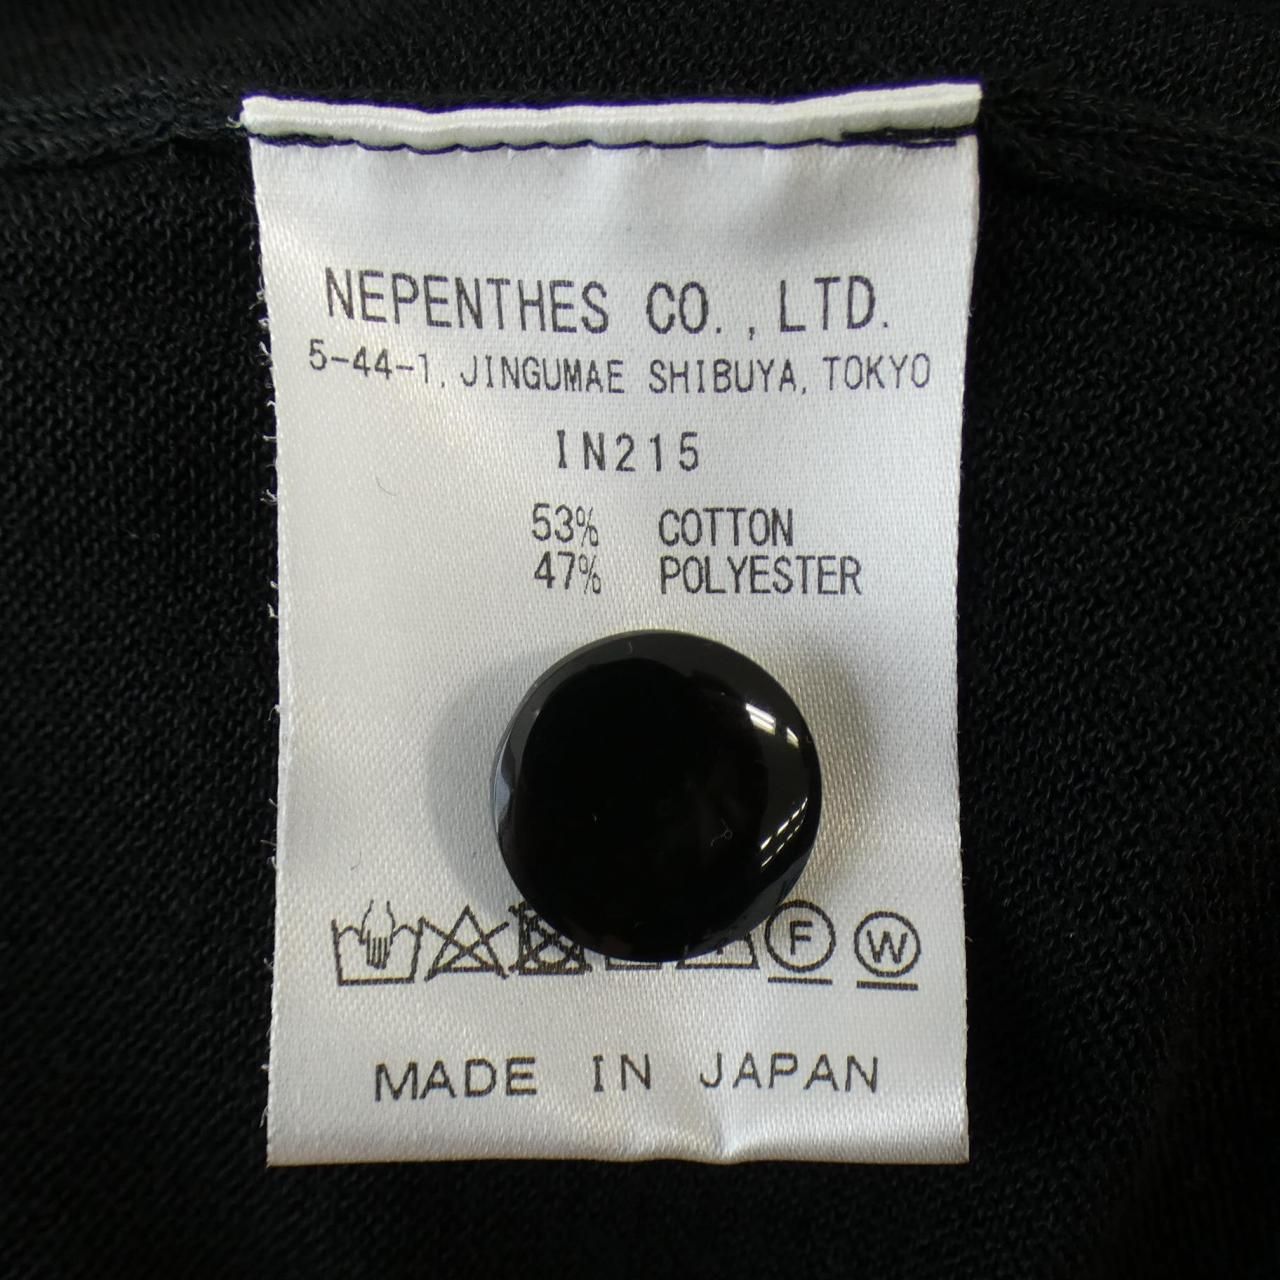 NEPENTHES CO., LTD.
5-44-1, JINGUMAE SHIBUYA, TOKYO
IN215
53% COTTON
47% POLYESTER
F W
MADE IN JAPAN